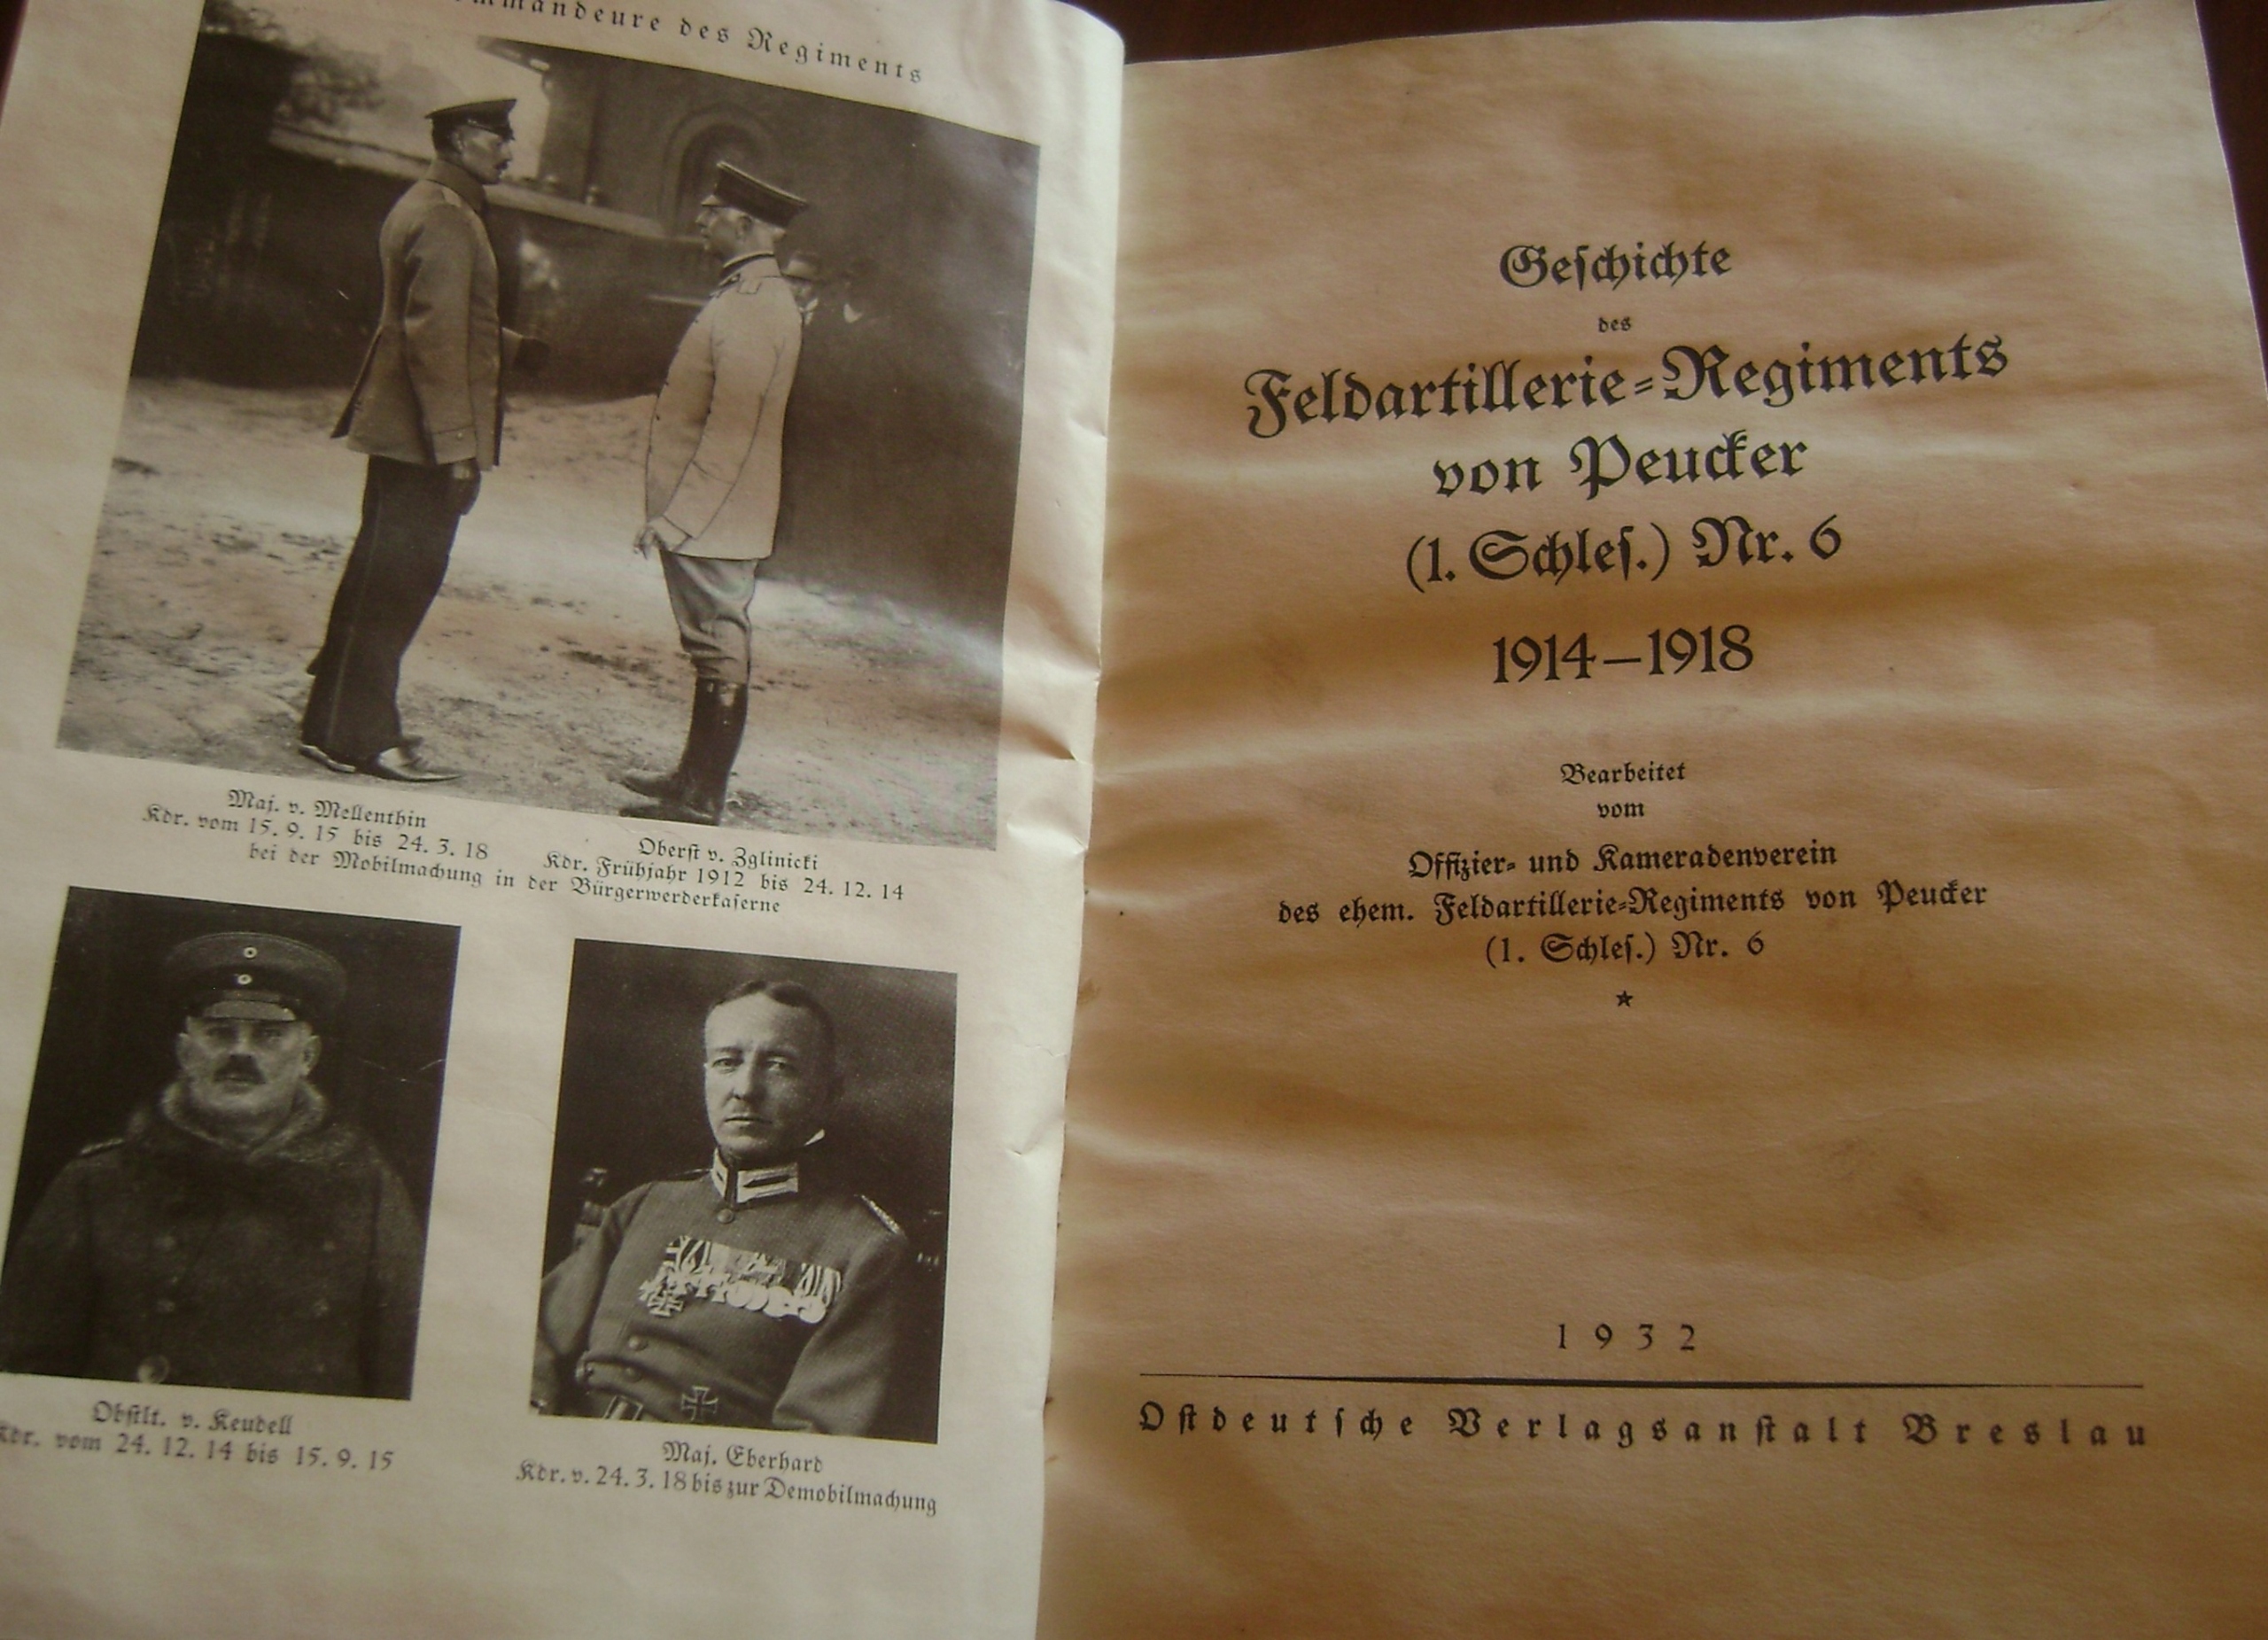 Kommandeure des Regiments
Maj. v. Mellenthin
Kdr. vom 15. 9. 15 bis 24. 3. 18
Oberſt v. Zglinicki
Kdr. Frühjahr 1912 bis 24. 12. 14
bei der Mobilmachung in der Bürgerwerderkaſerne
Obſtlt. v. Keudell
Kdr. vom 24. 12. 14 bis 15. 9. 15
Maj. Eberhard
Kdr. v. 24. 3. 18 bis zur Demobilmachung
Geſchichte
des
Feldartillerie-Regiments
von Peucker
(1. Schleſ.) Nr. 6
1914–1918
Bearbeitet
vom
Offizier- und Kameradenverein
des ehem. Feldartillerie-Regiments von Peucker
(1. Schleſ.) Nr. 6
*
1932
Oſtdeutſche Verlagsanſtalt Breslau